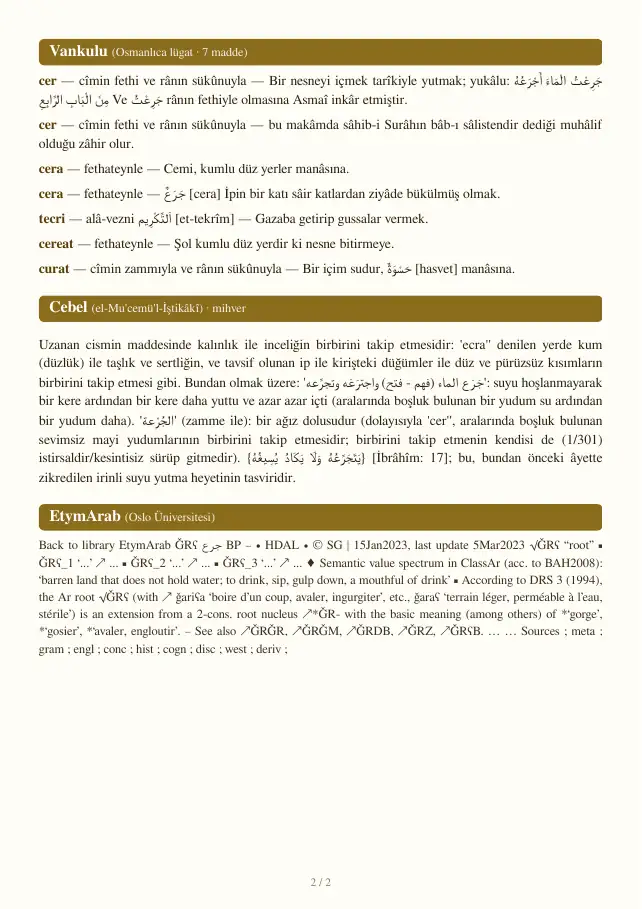 Vankulu (Osmanlıca lügat · 7 madde)
cer — cîmin fethi ve rânın sükûnuyla — Bir nesneyi içmek tarîkiyle yutmak; yukâlu: جَرِعْتُ الْمَاءَ أَجْرَعُهُ
مِنَ الْبَابِ الرَّابِعِ Ve جَرَعْتُ rânın fethiyle olmasına Asmaî inkâr etmiştir.
cer — cîmin fethi ve rânın sükûnuyla — bu makâmda sâhib-i Surâhın bâb-ı sâlistendir dediği muhâlif
olduğu zâhir olur.
cera — fethateynle — Cemi, kumlu düz yerler manâsına.
cera — fethateynle — جَرَعٌ [cera] İpin bir katı sâir katlardan ziyâde bükülmüş olmak.
tecri — alâ-vezni اَلتَّكْرِيم [et-tekrîm] — Gazaba getirip gussalar vermek.
cereat — fethateynle — Şol kumlu düz yerdir ki nesne bitirmeye.
curat — cîmin zammıyla ve rânın sükûnuyla — Bir içim sudur, حَسْوَةٌ [hasvet] manâsına.
Cebel (el-Mu'cemü'l-İştikâkî) · mihver
Uzanan cismin maddesinde kalınlık ile inceliğin birbirini takip etmesidir: 'ecra'' denilen yerde kum
(düzlük) ile taşlık ve sertliğin, ve tavsif olunan ip ile kirişteki düğümler ile düz ve pürüzsüz kısımların
birbirini takip etmesi gibi. Bundan olmak üzere: 'جَرَع الماء (فهم - فتح) واجترَعَه وتجرَّعه': suyu hoşlanmayarak
bir kere ardından bir kere daha yuttu ve azar azar içti (aralarında boşluk bulunan bir yudum su ardından
bir yudum daha). 'الجُرْعة' (zamme ile): bir ağız dolusudur (dolayısıyla 'cer'', aralarında boşluk bulunan
sevimsiz mayi yudumlarının birbirini takip etmesidir; birbirini takip etmenin kendisi de (1/301)
istirsaldir/kesintisiz sürüp gitmedir). {يَتَجَرَّعُهُ وَلَا يَكَادُ يُسِيغُهُ} [İbrâhîm: 17]; bu, bundan önceki âyette
zikredilen irinli suyu yutma heyetinin tasviridir.
EtymArab (Oslo Üniversitesi)
Back to library EtymArab ǦRʕ جرع BP – • HDAL • © SG | 15Jan2023, last update 5Mar2023 √ǦRʕ “root” ▪
ǦRʕ_1 ‘...’ ↗ ... ▪ ǦRʕ_2 ‘...’ ↗ ... ▪ ǦRʕ_3 ‘...’ ↗ ... ♦ Semantic value spectrum in ClassAr (acc. to BAH2008):
‘barren land that does not hold water; to drink, sip, gulp down, a mouthful of drink’ ▪ According to DRS 3 (1994),
the Ar root √ǦRʕ (with ↗ ǧariʕa ‘boire d’un coup, avaler, ingurgiter’, etc., ǧaraʕ ‘terrain léger, perméable à l’eau,
stérile’) is an extension from a 2-cons. root nucleus ↗*ǦR- with the basic meaning (among others) of *‘gorge’,
*‘gosier’, *‘avaler, engloutir’. – See also ↗ǦRǦR, ↗ǦRǦM, ↗ǦRDB, ↗ǦRZ, ↗ǦRʕB. … … Sources ; meta ;
gram ; engl ; conc ; hist ; cogn ; disc ; west ; deriv ;
2 / 2